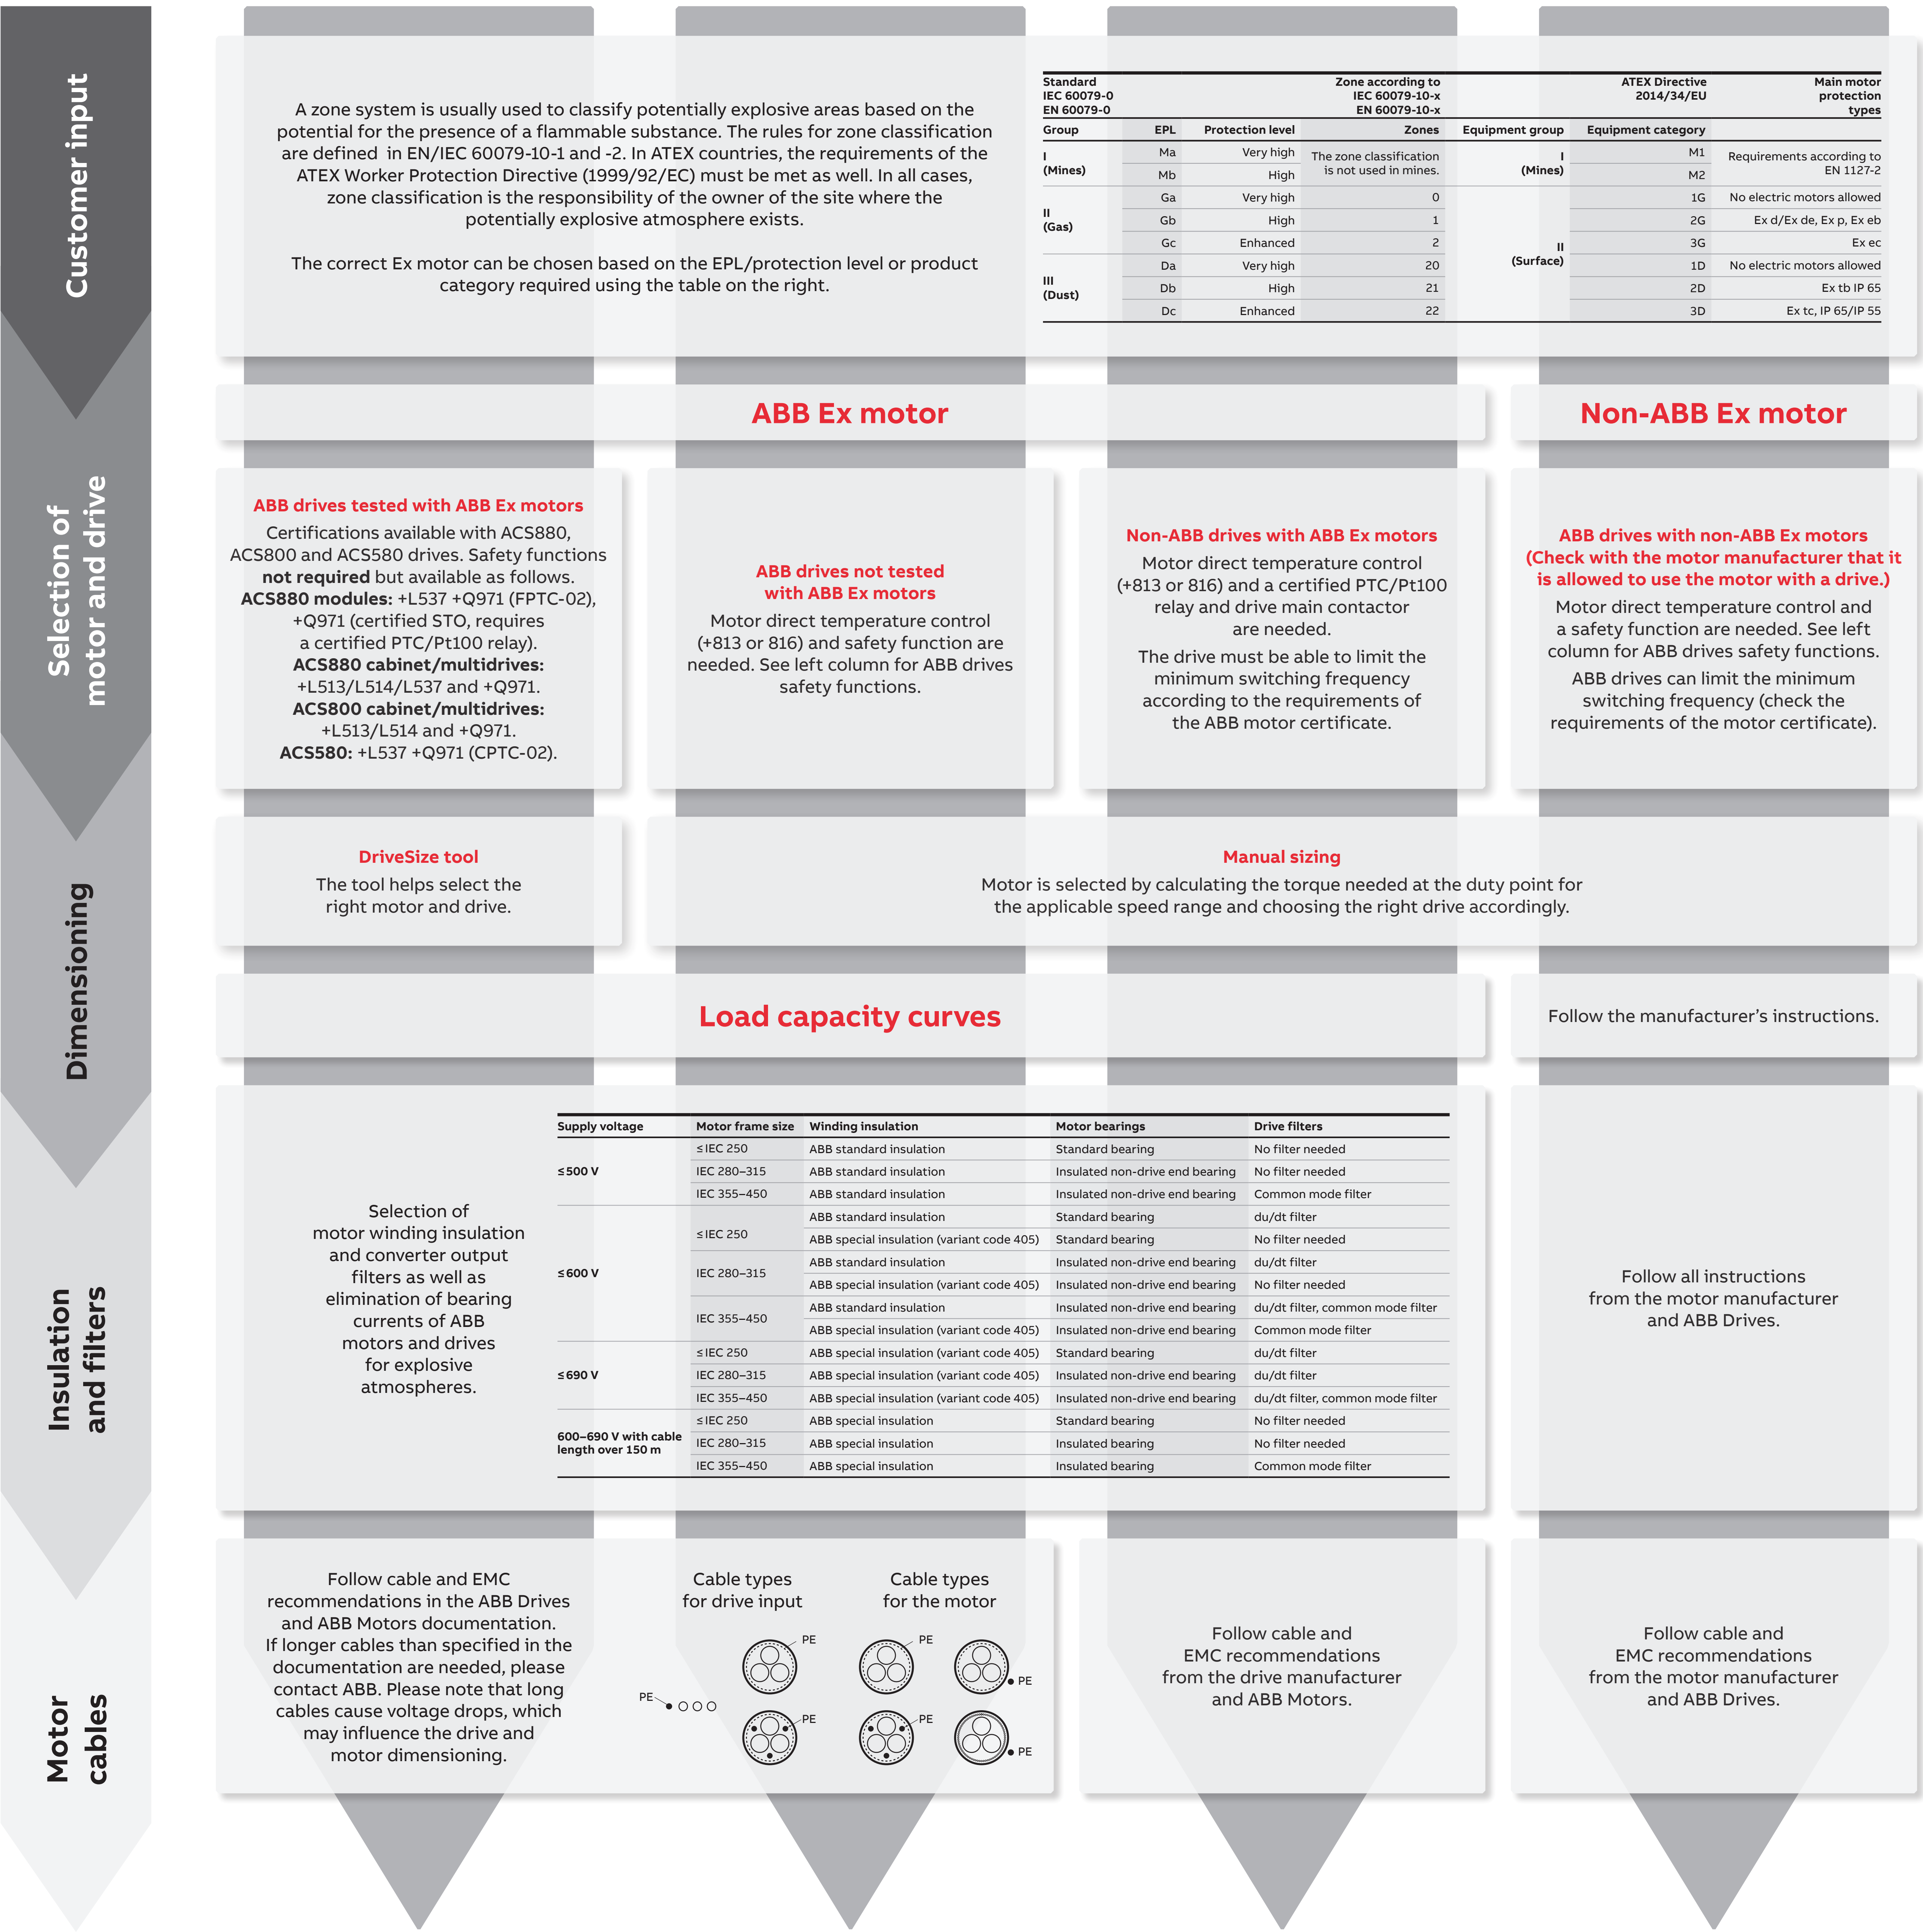 Customer input
A zone system is usually used to classify potentially explosive areas based on the
potential for the presence of a flammable substance. The rules for zone classification
are defined in EN/IEC 60079-10-1 and -2. In ATEX countries, the requirements of the
ATEX Worker Protection Directive (1999/92/EC) must be met as well. In all cases,
zone classification is the responsibility of the owner of the site where the
potentially explosive atmosphere exists.
The correct Ex motor can be chosen based on the EPL/protection level or product
category required using the table on the right.
Standard
IEC 60079-0
EN 60079-0
Zone according to
IEC 60079-10-x
EN 60079-10-x
ATEX Directive
2014/34/EU
Main motor
protection
types
Group EPL Protection level Zones Equipment group Equipment category
I
(Mines)
Ma Very high
Mb High
The zone classification
is not used in mines.
I
(Mines)
M1
M2
Requirements according to
EN 1127-2
II
(Gas)
Ga Very high 0 1G No electric motors allowed
Gb High 1 2G Ex d/Ex de, Ex p, Ex eb
Gc Enhanced 2 3G Ex ec
II
(Surface)
III
(Dust)
Da Very high 20 1D No electric motors allowed
Db High 21 2D Ex tb IP 65
Dc Enhanced 22 3D Ex tc, IP 65/IP 55
Selection of
motor and drive
ABB Ex motor
Non-ABB Ex motor
ABB drives tested with ABB Ex motors
Certifications available with ACS880,
ACS800 and ACS580 drives. Safety functions
not required but available as follows.
ACS880 modules: +L537 +Q971 (FPTC-02),
+Q971 (certified STO, requires
a certified PTC/Pt100 relay).
ACS880 cabinet/multidrives:
+L513/L514/L537 and +Q971.
ACS800 cabinet/multidrives:
+L513/L514 and +Q971.
ACS580: +L537 +Q971 (CPTC-02).
ABB drives not tested
with ABB Ex motors
Motor direct temperature control
(+813 or 816) and safety function are
needed. See left column for ABB drives
safety functions.
Non-ABB drives with ABB Ex motors
Motor direct temperature control
(+813 or 816) and a certified PTC/Pt100
relay and drive main contactor
are needed.
The drive must be able to limit the
minimum switching frequency
according to the requirements of
the ABB motor certificate.
ABB drives with non-ABB Ex motors
(Check with the motor manufacturer that it
is allowed to use the motor with a drive.)
Motor direct temperature control and
a safety function are needed. See left
column for ABB drives safety functions.
ABB drives can limit the minimum
switching frequency (check the
requirements of the motor certificate).
Dimensioning
DriveSize tool
The tool helps select the
right motor and drive.
Manual sizing
Motor is selected by calculating the torque needed at the duty point for
the applicable speed range and choosing the right drive accordingly.
Load capacity curves
Follow the manufacturer's instructions.
Insulation
and filters
Selection of
motor winding insulation
and converter output
filters as well as
elimination of bearing
currents of ABB
motors and drives
for explosive
atmospheres.
Supply voltage Motor frame size Winding insulation Motor bearings Drive filters
≤500 V
≤IEC 250 ABB standard insulation Standard bearing No filter needed
IEC 280–315 ABB standard insulation Insulated non-drive end bearing No filter needed
IEC 355–450 ABB standard insulation Insulated non-drive end bearing Common mode filter
≤600 V
≤IEC 250
ABB standard insulation Standard bearing du/dt filter
ABB special insulation (variant code 405) Standard bearing No filter needed
IEC 280–315
ABB standard insulation Insulated non-drive end bearing du/dt filter
ABB special insulation (variant code 405) Insulated non-drive end bearing No filter needed
IEC 355–450
ABB standard insulation Insulated non-drive end bearing du/dt filter, common mode filter
ABB special insulation (variant code 405) Insulated non-drive end bearing Common mode filter
≤690 V
≤IEC 250 ABB special insulation (variant code 405) Standard bearing du/dt filter
IEC 280–315 ABB special insulation (variant code 405) Insulated non-drive end bearing du/dt filter
IEC 355–450 ABB special insulation (variant code 405) Insulated non-drive end bearing du/dt filter, common mode filter
600–690 V with cable
length over 150 m
≤IEC 250 ABB special insulation Standard bearing No filter needed
IEC 280–315 ABB special insulation Insulated bearing No filter needed
IEC 355–450 ABB special insulation Insulated bearing Common mode filter
Follow all instructions
from the motor manufacturer
and ABB Drives.
Motor
cables
Follow cable and EMC
recommendations in the ABB Drives
and ABB Motors documentation.
If longer cables than specified in the
documentation are needed, please
contact ABB. Please note that long
cables cause voltage drops, which
may influence the drive and
motor dimensioning.
Cable types
for drive input
Cable types
for the motor
PE
PE
PE
PE
PE
PE
PE
Follow cable and
EMC recommendations
from the drive manufacturer
and ABB Motors.
Follow cable and
EMC recommendations
from the motor manufacturer
and ABB Drives.